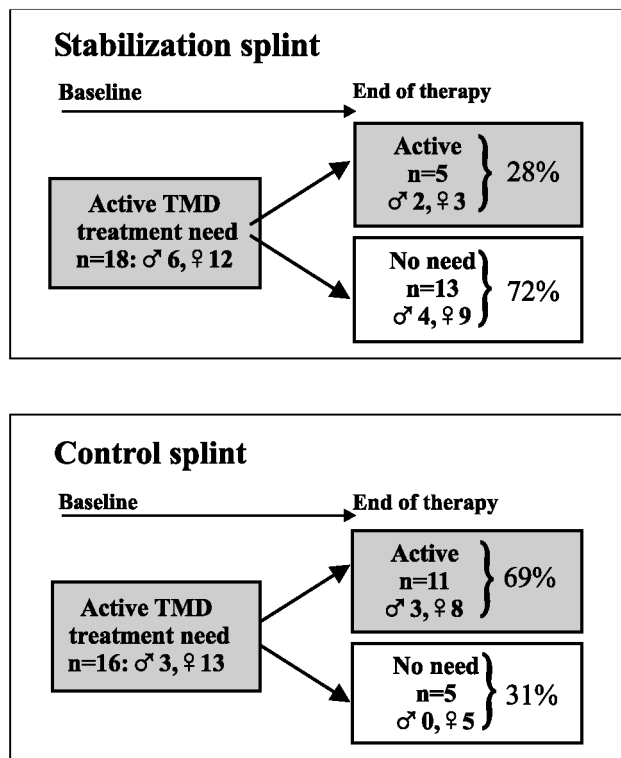 Stabilization splint
Baseline
End of therapy
Active TMD
treatment need
n=18: ♂ 6, ♀ 12
Active
n=5
♂ 2, ♀ 3
28%
No need
n=13
♂ 4, ♀ 9
72%
Control splint
Baseline
End of therapy
Active TMD
treatment need
n=16: ♂ 3, ♀ 13
Active
n=11
♂ 3, ♀ 8
69%
No need
n=5
♂ 0, ♀ 5
31%